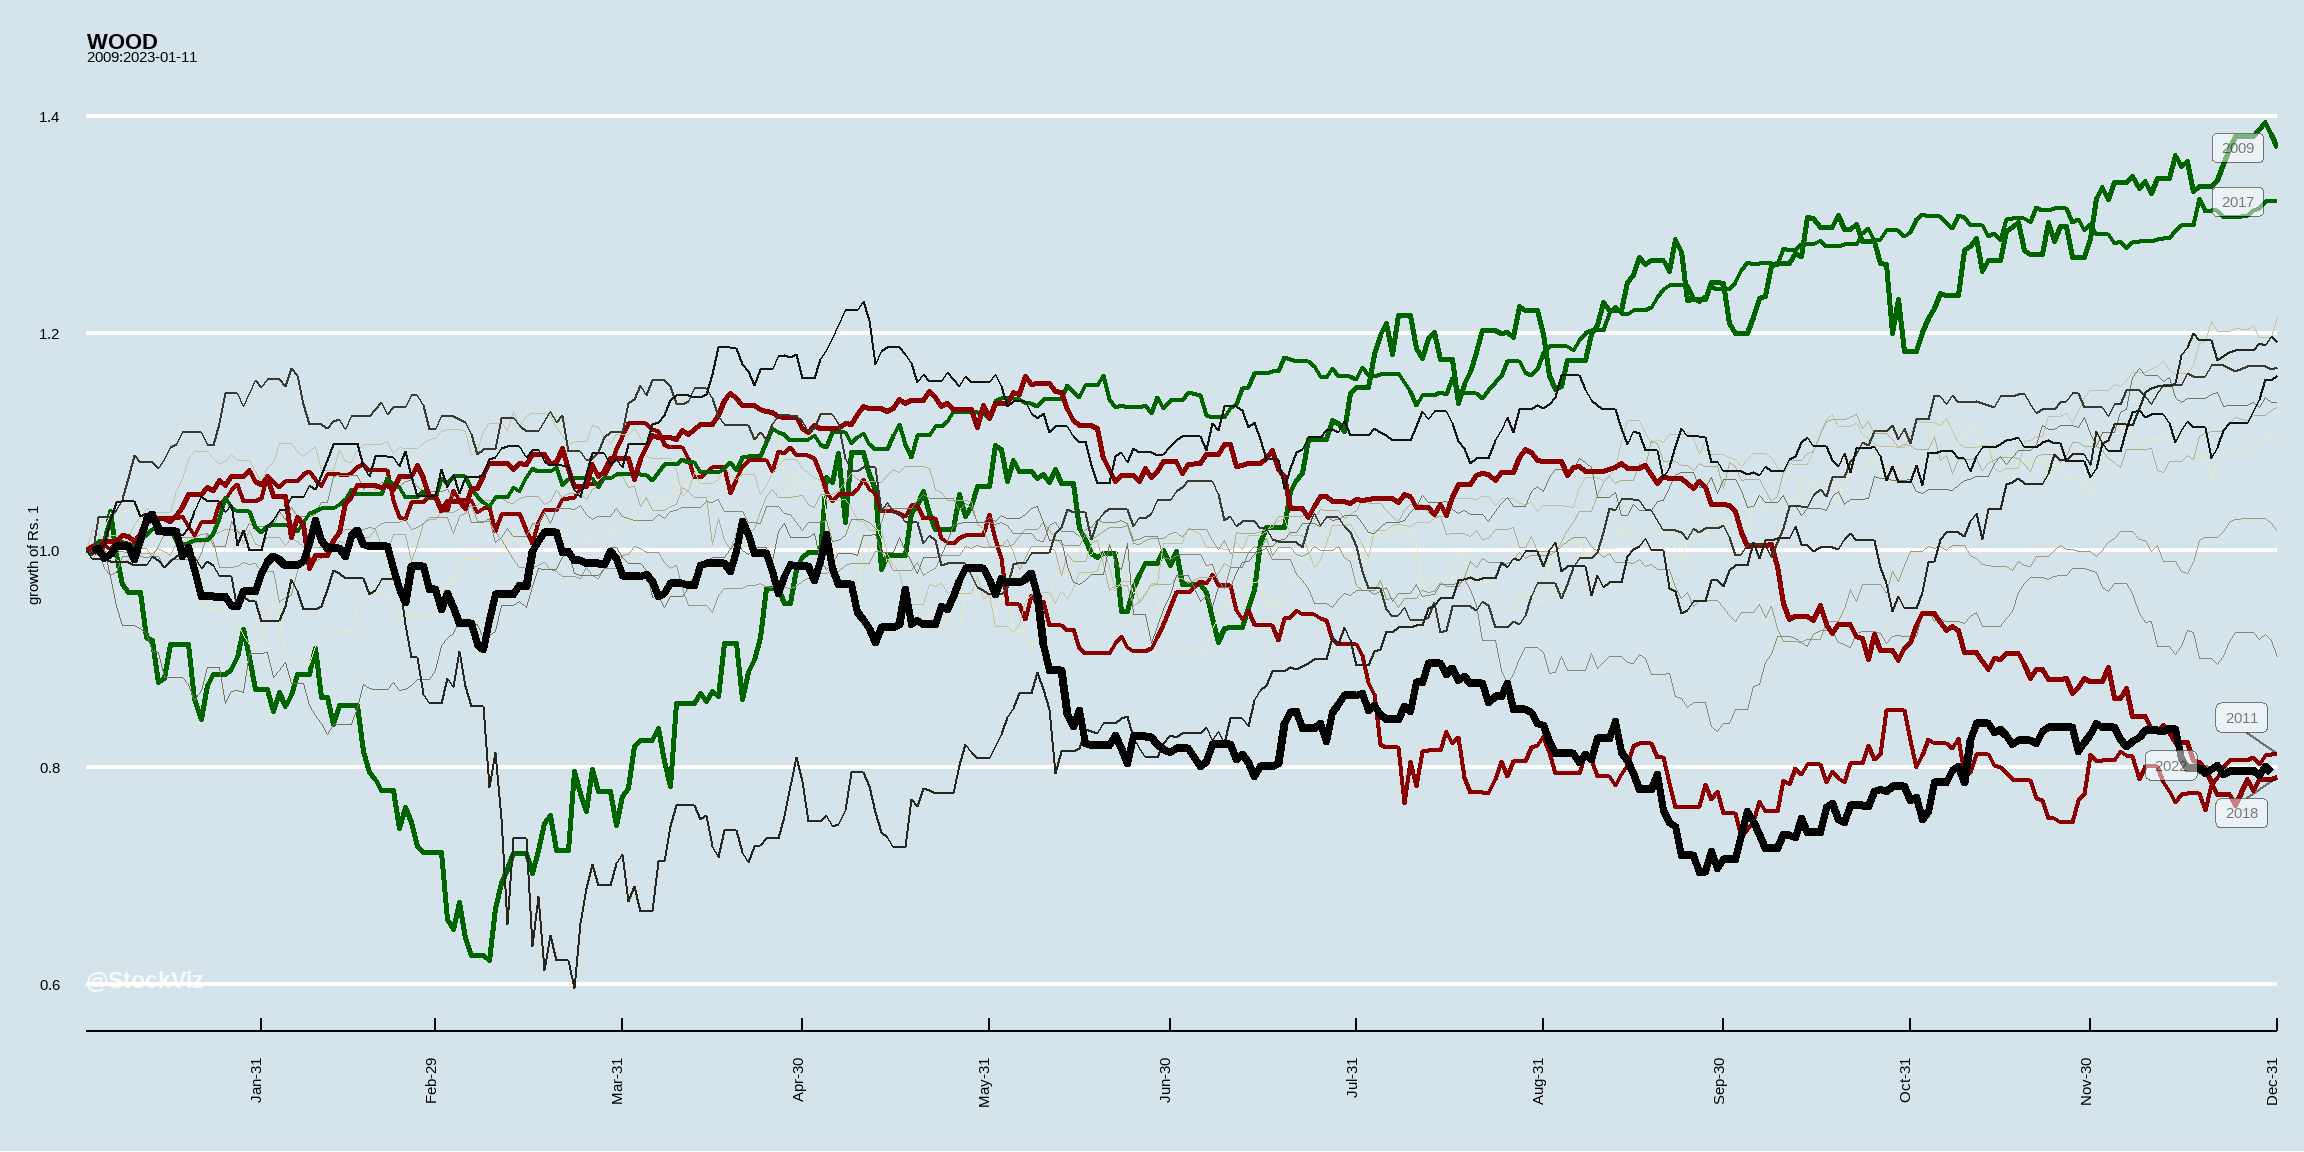 WOOD
2009:2023-01-11
growth of Rs. 1
1.4
1.2
1.0
0.8
0.6
2009
2017
2011
2022
2018
@StockViz
Jan-31
Feb-29
Mar-31
Apr-30
May-31
Jun-30
Jul-31
Aug-31
Sep-30
Oct-31
Nov-30
Dec-31